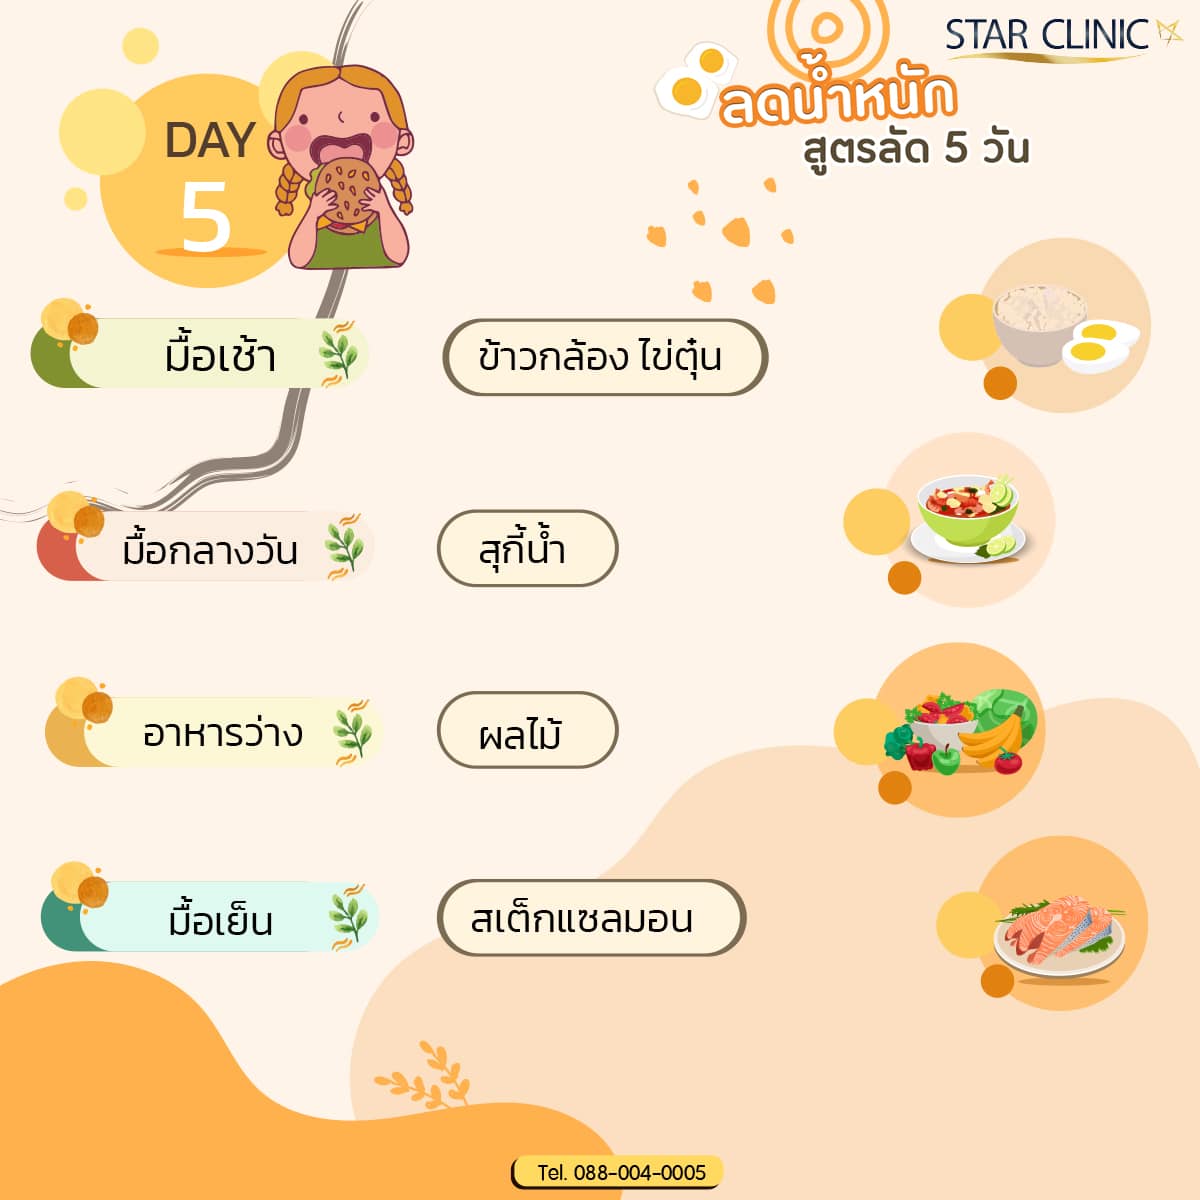 STAR CLINIC
ลดน้ำหนัก
สูตรลัด 5 วัน
DAY
5
มื้อเช้า
ข้าวกล้อง ไข่ตุ๋น
มื้อกลางวัน
สุกี้น้ำ
อาหารว่าง
ผลไม้
มื้อเย็น
สเต็กแซลมอน
Tel. 088-004-0005